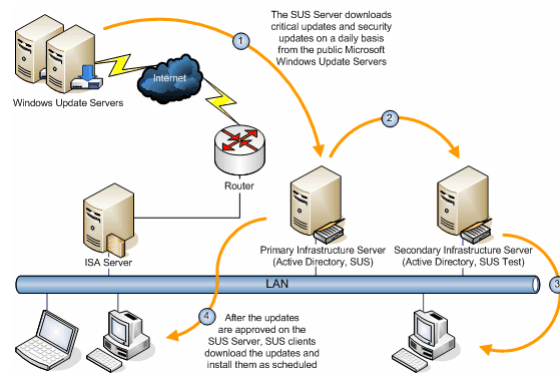 The SUS Server downloads
critical updates and security
updates on a daily basis
from the public Microsoft
Windows Update Servers
1
Windows Update Servers
Internet
2
Router
ISA Server
Primary Infrastructure Server
(Active Directory, SUS)
Secondary Infrastructure Server
(Active Directory, SUS Test)
LAN
3
4
After the updates
are approved on the
SUS Server, SUS clients
download the updates and
install them as scheduled